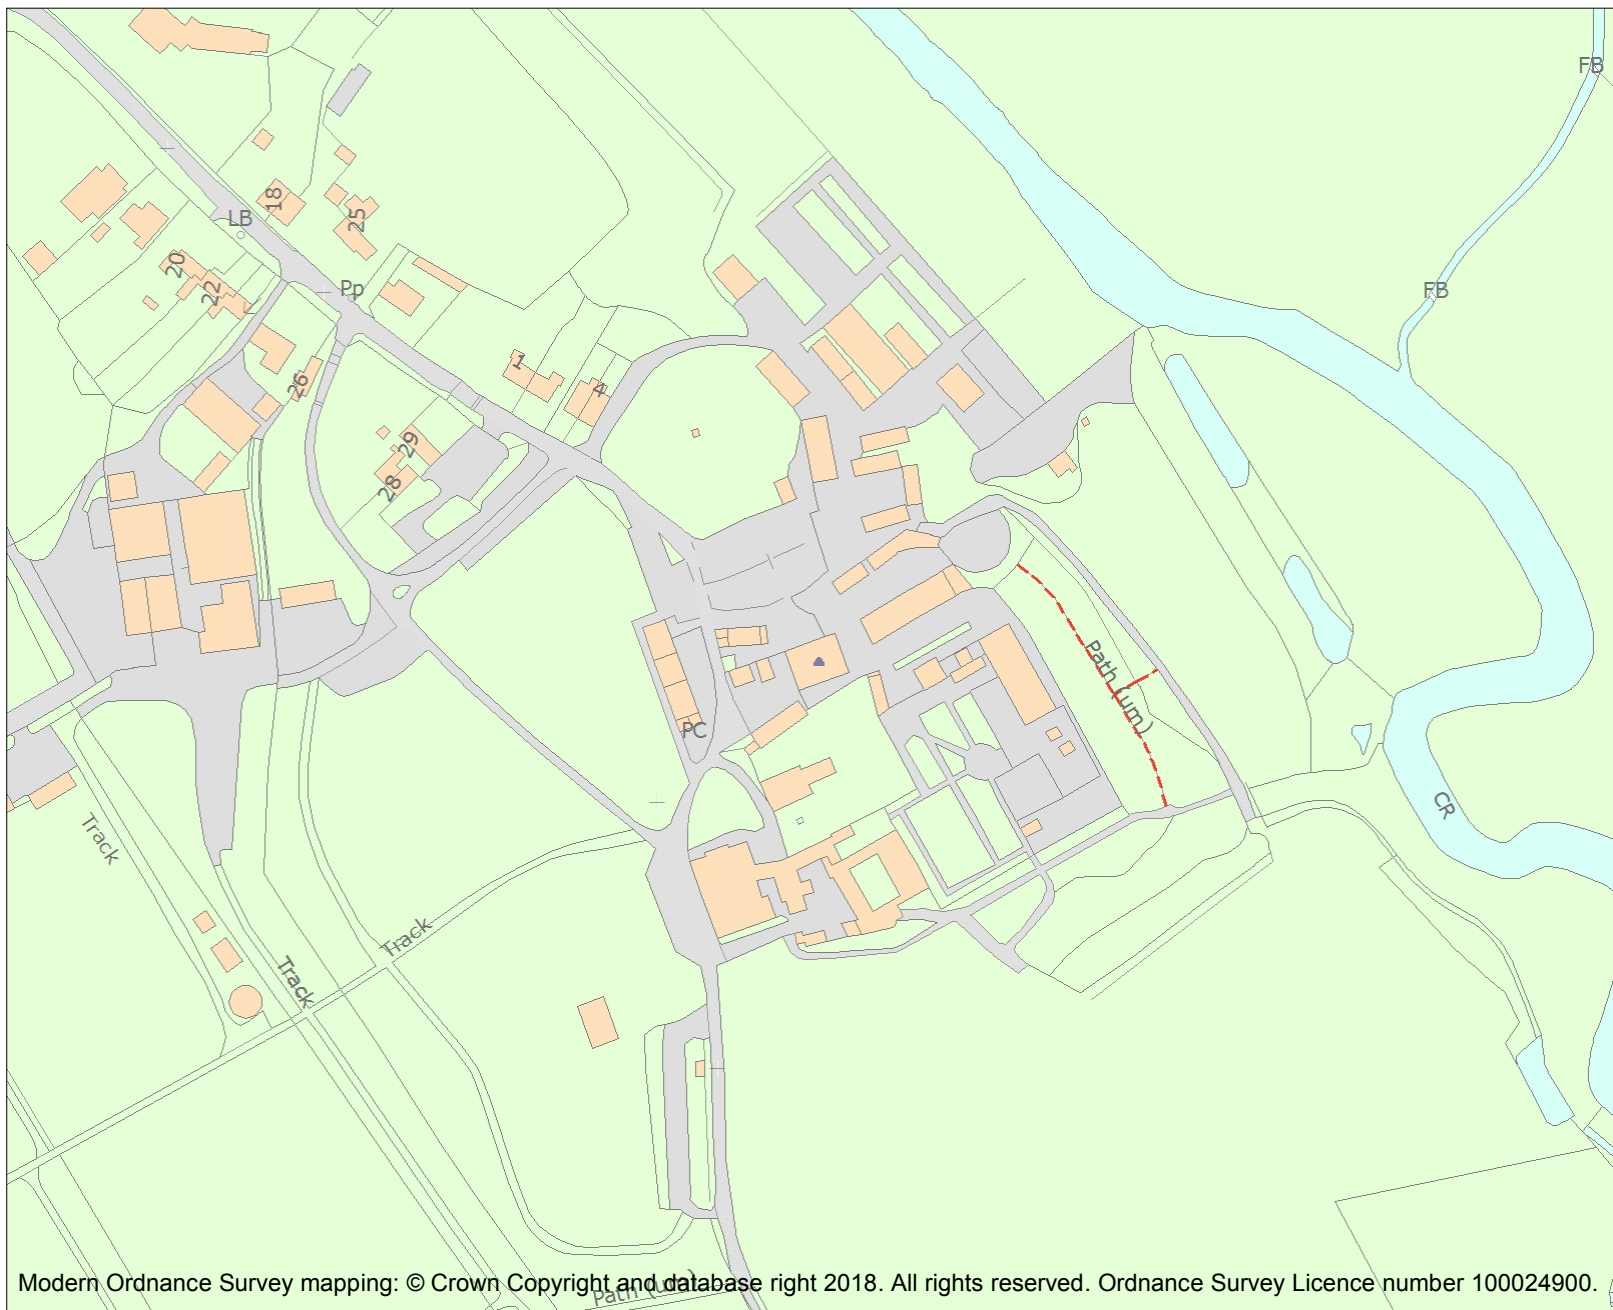 FB
18
LB
25
20
22
Pp
FB
1
26
4
29
28
Path (um)
PC
CR
Track
Track
Track
Modern Ordnance Survey mapping: © Crown Copyright and database right 2018. All rights reserved. Ordnance Survey Licence number 100024900.
Path (um)